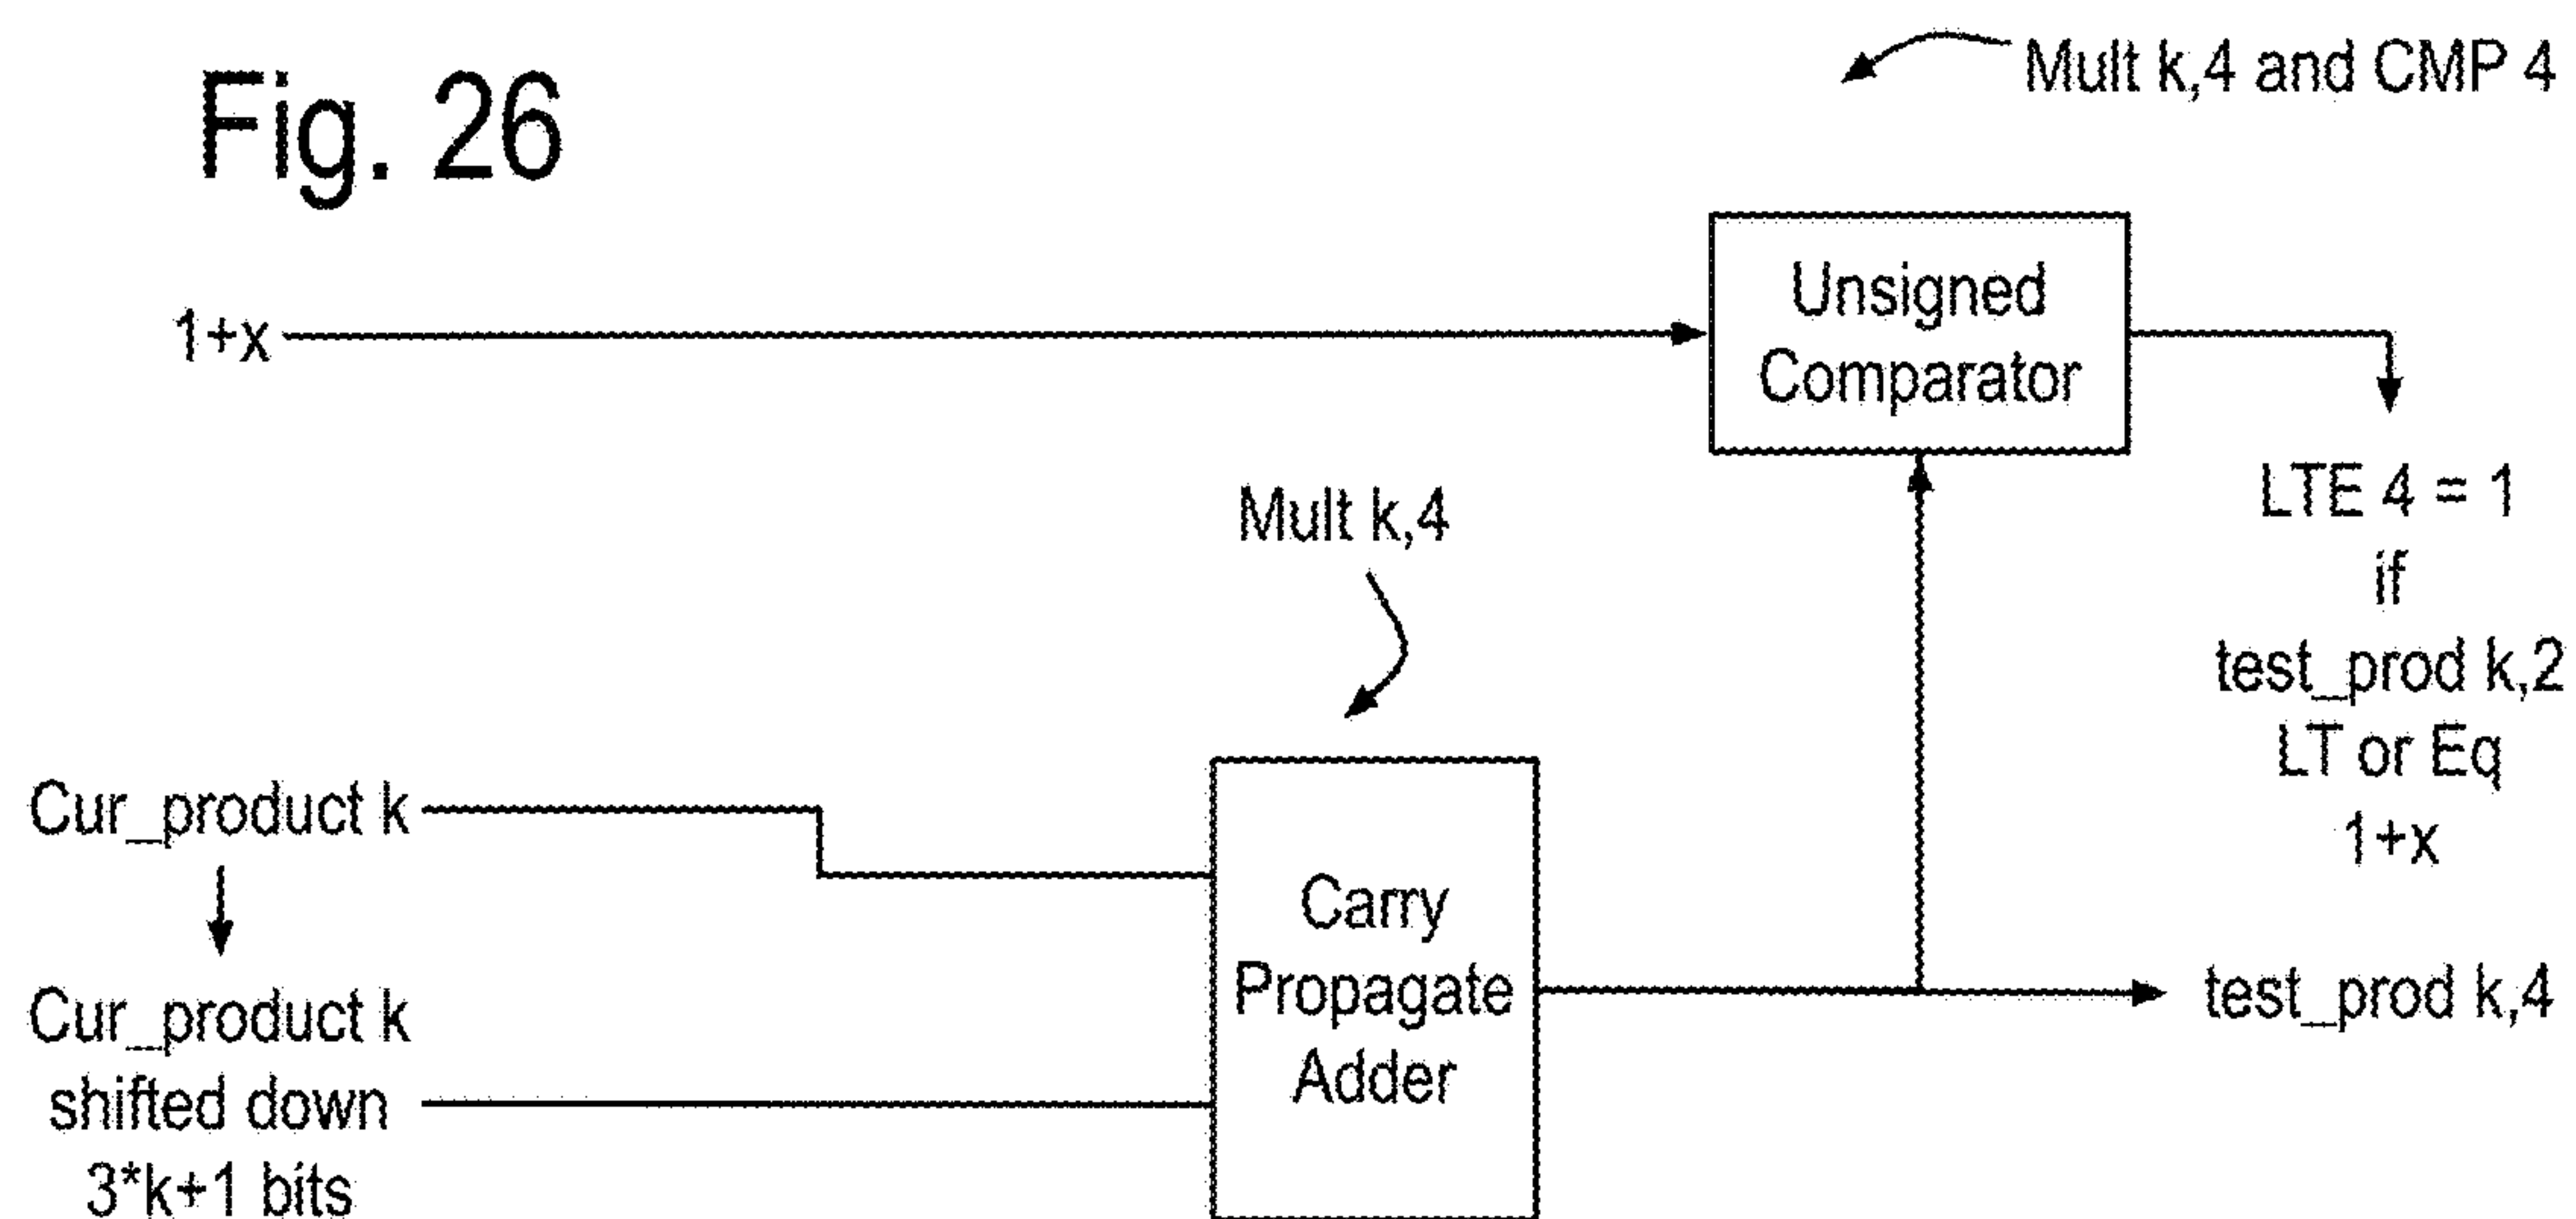 Fig. 26
Mult k,4 and CMP 4
1+x
Unsigned
Comparator
LTE 4 = 1
if
test_prod k,2
LT or Eq
1+x
Mult k,4
Cur_product k
Cur_product k
shifted down
3*k+1 bits
Carry
Propagate
Adder
test_prod k,4